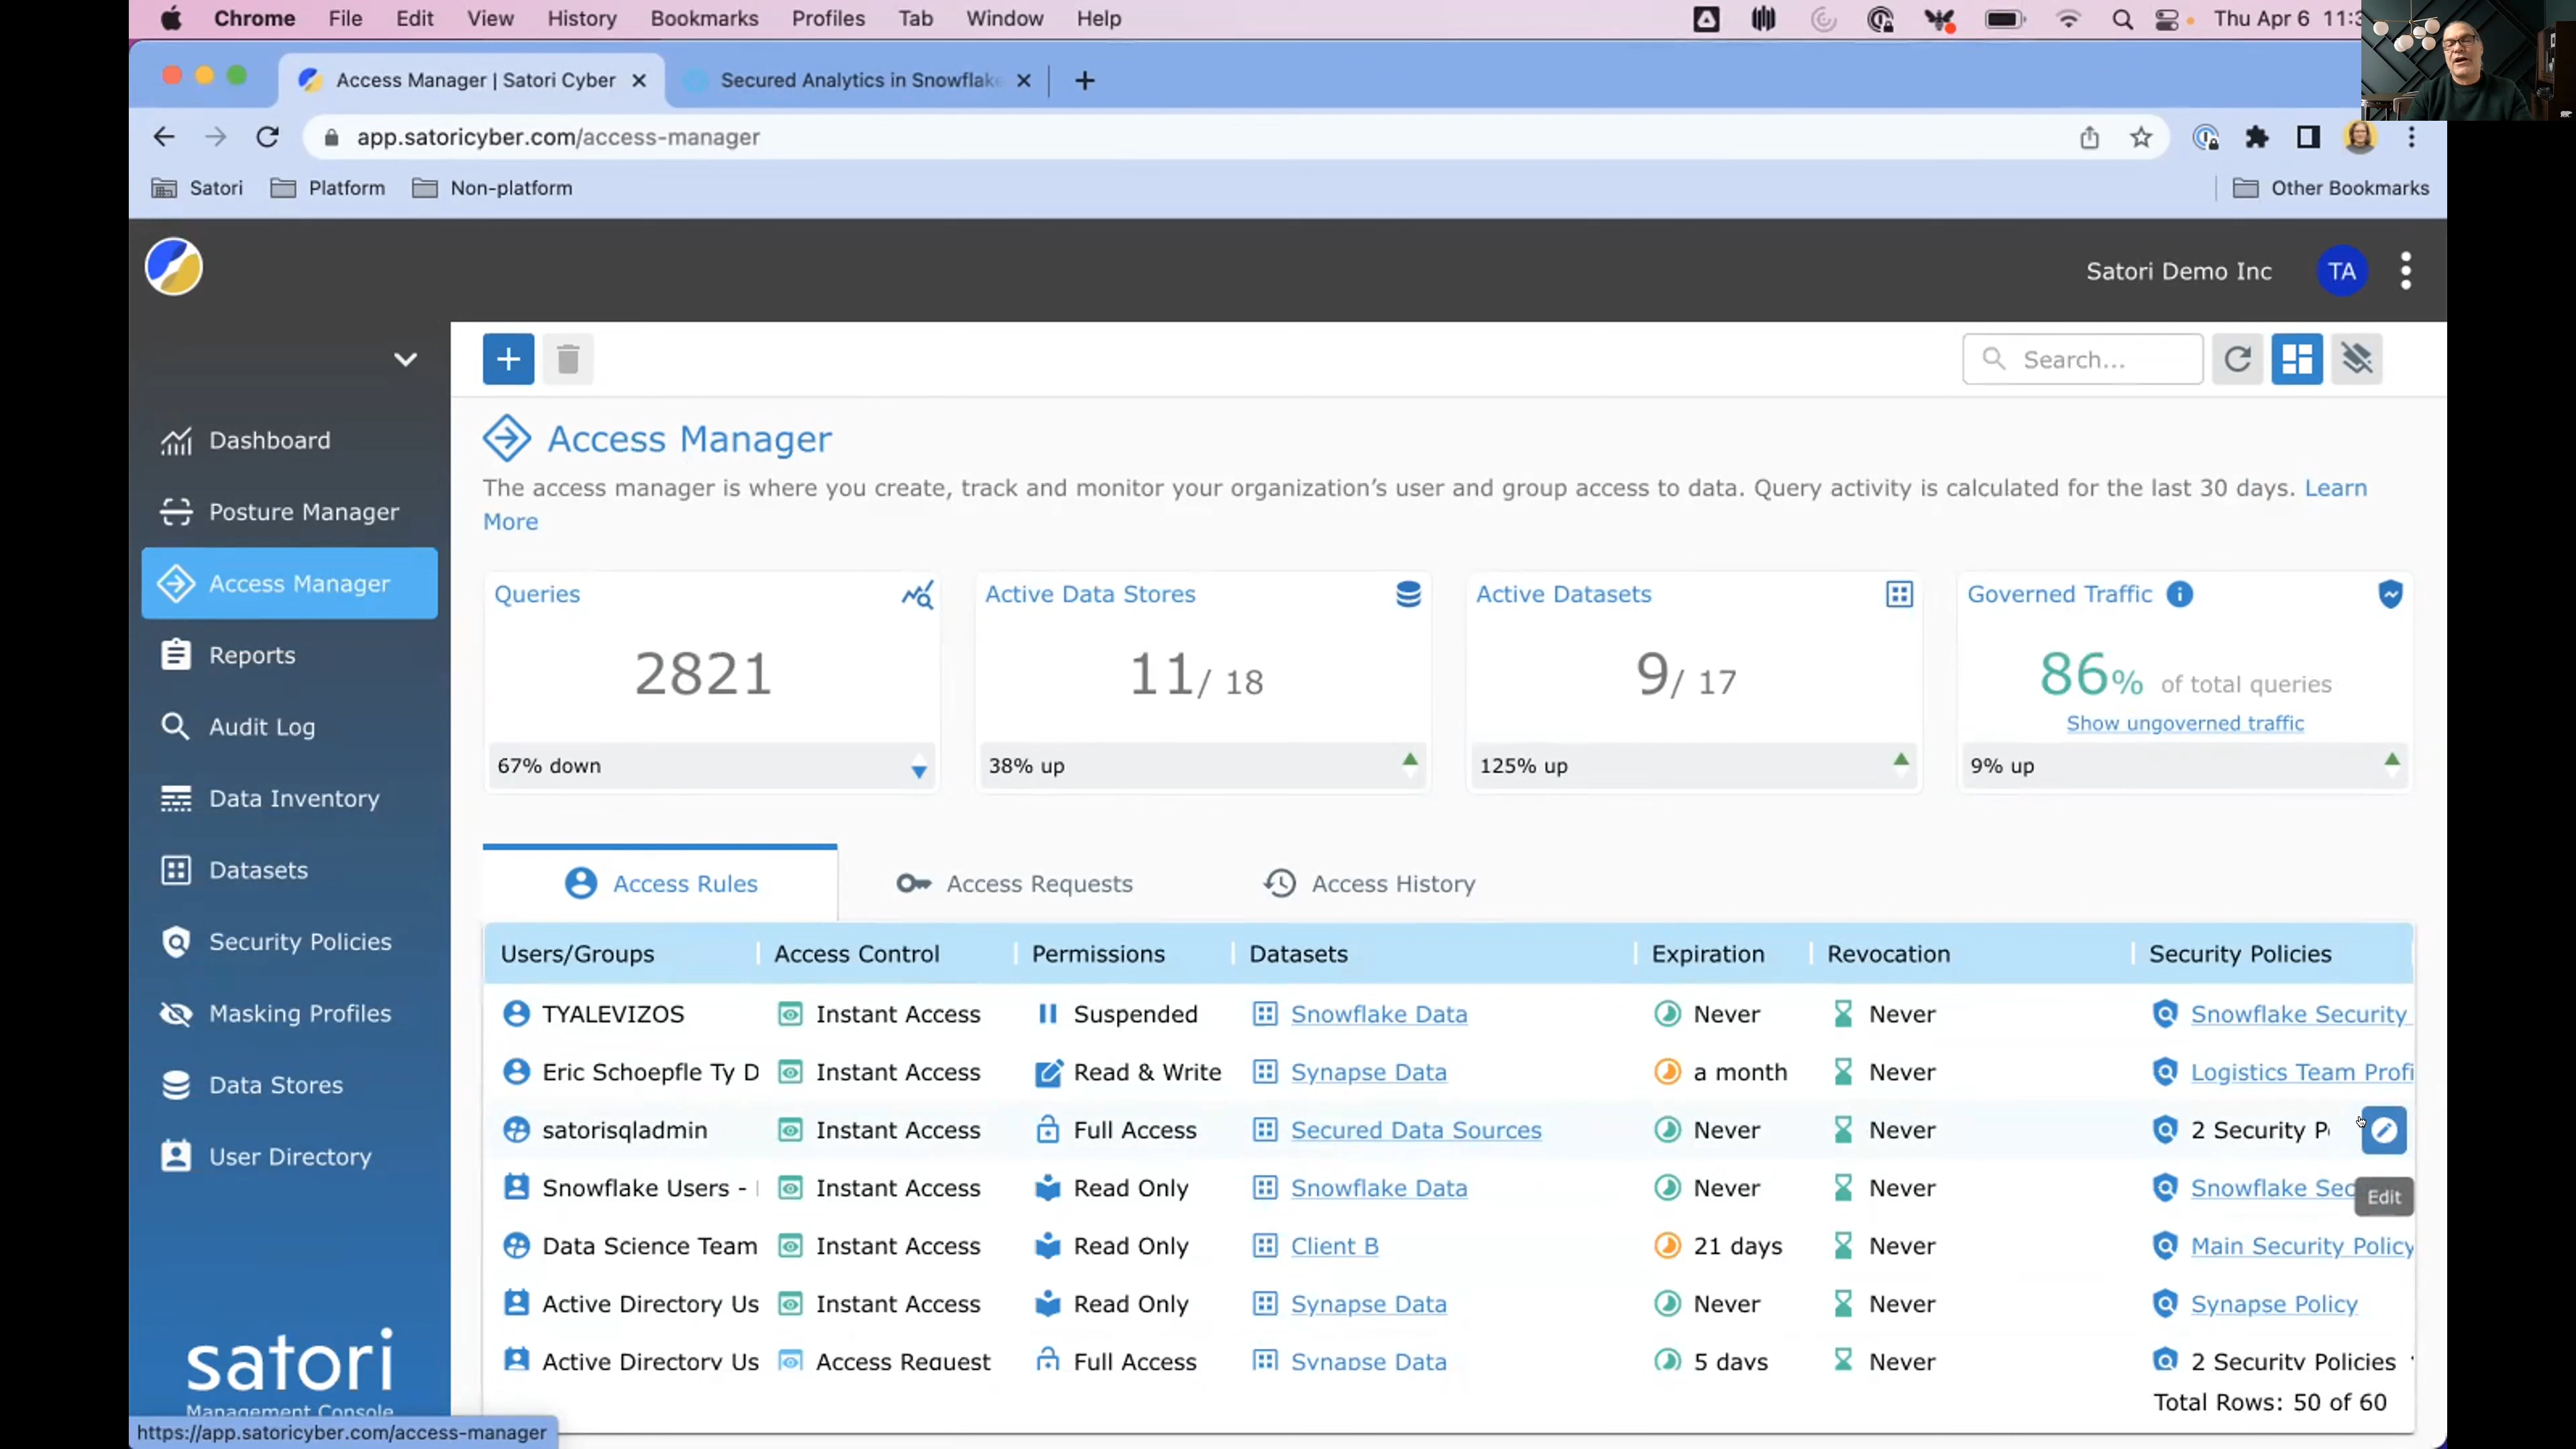 Chrome File Edit View History Bookmarks Profiles Tab Window Help
Thu Apr 6 11:3
Access Manager | Satori Cyber
Secured Analytics in Snowflake
app.satoricyber.com/access-manager
Satori Platform Non-platform Other Bookmarks
Satori Demo Inc TA
Search...
Dashboard
Posture Manager
Access Manager
Reports
Audit Log
Data Inventory
Datasets
Security Policies
Masking Profiles
Data Stores
User Directory
satori
Management Console
https://app.satoricyber.com/access-manager
Access Manager
The access manager is where you create, track and monitor your organization's user and group access to data. Query activity is calculated for the last 30 days. Learn
More
Queries
2821
67% down
Active Data Stores
11/ 18
38% up
Active Datasets
9/ 17
125% up
Governed Traffic
86% of total queries
Show ungoverned traffic
9% up
Access Rules Access Requests Access History
Users/Groups Access Control Permissions Datasets Expiration Revocation Security Policies
TYALEVIZOS Instant Access Suspended Snowflake Data Never Never Snowflake Security
Eric Schoepfle Ty D Instant Access Read & Write Synapse Data a month Never Logistics Team Profi
satorisqladmin Instant Access Full Access Secured Data Sources Never Never 2 Security P
Snowflake Users - Instant Access Read Only Snowflake Data Never Never Snowflake Sec
Edit
Data Science Team Instant Access Read Only Client B 21 days Never Main Security Policy
Active Directory Us Instant Access Read Only Synapse Data Never Never Synapse Policy
Active Directory Us Access Request Full Access Synapse Data 5 days Never 2 Security Policies
Total Rows: 50 of 60